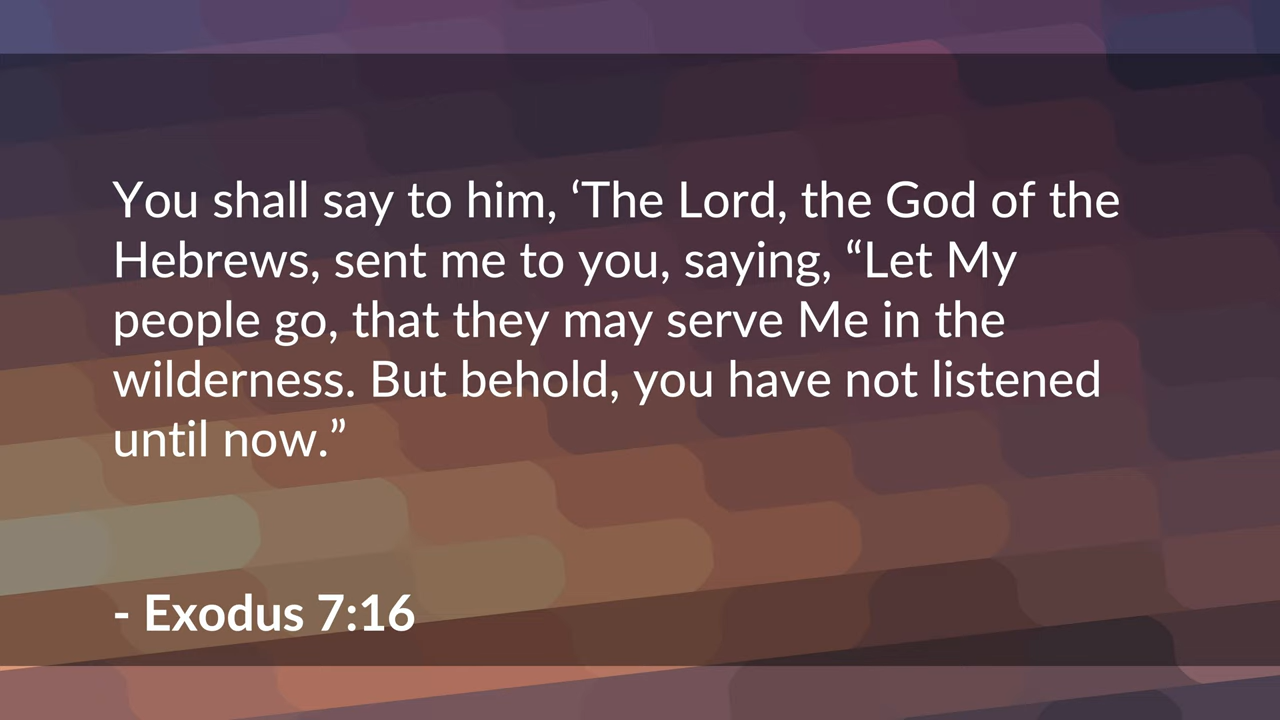 You shall say to him, ‘The Lord, the God of the
Hebrews, sent me to you, saying, “Let My
people go, that they may serve Me in the
wilderness. But behold, you have not listened
until now.”
- Exodus 7:16